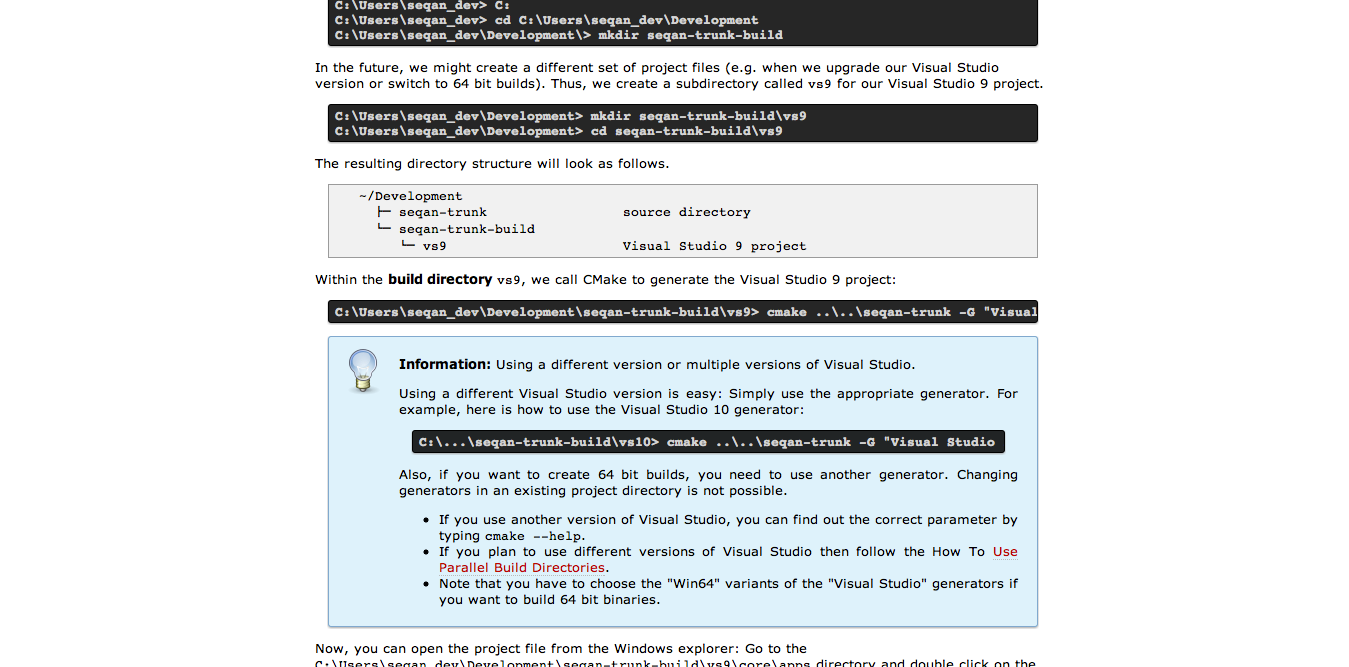 C:\Users\seqan_dev> C:
C:\Users\seqan_dev> cd C:\Users\seqan_dev\Development
C:\Users\seqan_dev\Development\> mkdir seqan-trunk-build
In the future, we might create a different set of project files (e.g. when we upgrade our Visual Studio
version or switch to 64 bit builds). Thus, we create a subdirectory called vs9 for our Visual Studio 9 project.
C:\Users\seqan_dev\Development> mkdir seqan-trunk-build\vs9
C:\Users\seqan_dev\Development> cd seqan-trunk-build\vs9
The resulting directory structure will look as follows.
~/Development
├─ seqan-trunk source directory
└─ seqan-trunk-build
└─ vs9 Visual Studio 9 project
Within the build directory vs9, we call CMake to generate the Visual Studio 9 project:
C:\Users\seqan_dev\Development\seqan-trunk-build\vs9> cmake ..\..\seqan-trunk -G "Visual
Information: Using a different version or multiple versions of Visual Studio.
Using a different Visual Studio version is easy: Simply use the appropriate generator. For
example, here is how to use the Visual Studio 10 generator:
C:\...\seqan-trunk-build\vs10> cmake ..\..\seqan-trunk -G "Visual Studio
Also, if you want to create 64 bit builds, you need to use another generator. Changing
generators in an existing project directory is not possible.
• If you use another version of Visual Studio, you can find out the correct parameter by
typing cmake --help.
• If you plan to use different versions of Visual Studio then follow the How To Use
Parallel Build Directories.
• Note that you have to choose the "Win64" variants of the "Visual Studio" generators if
you want to build 64 bit binaries.
Now, you can open the project file from the Windows explorer: Go to the
C:\Users\seqan_dev\Development\seqan-trunk-build\vs9\core\apps directory and double click on the